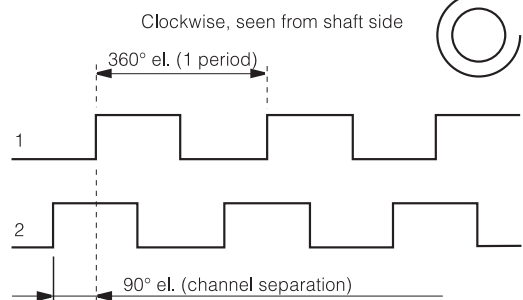 Clockwise, seen from shaft side
360° el. (1 period)
1
2
90° el. (channel separation)